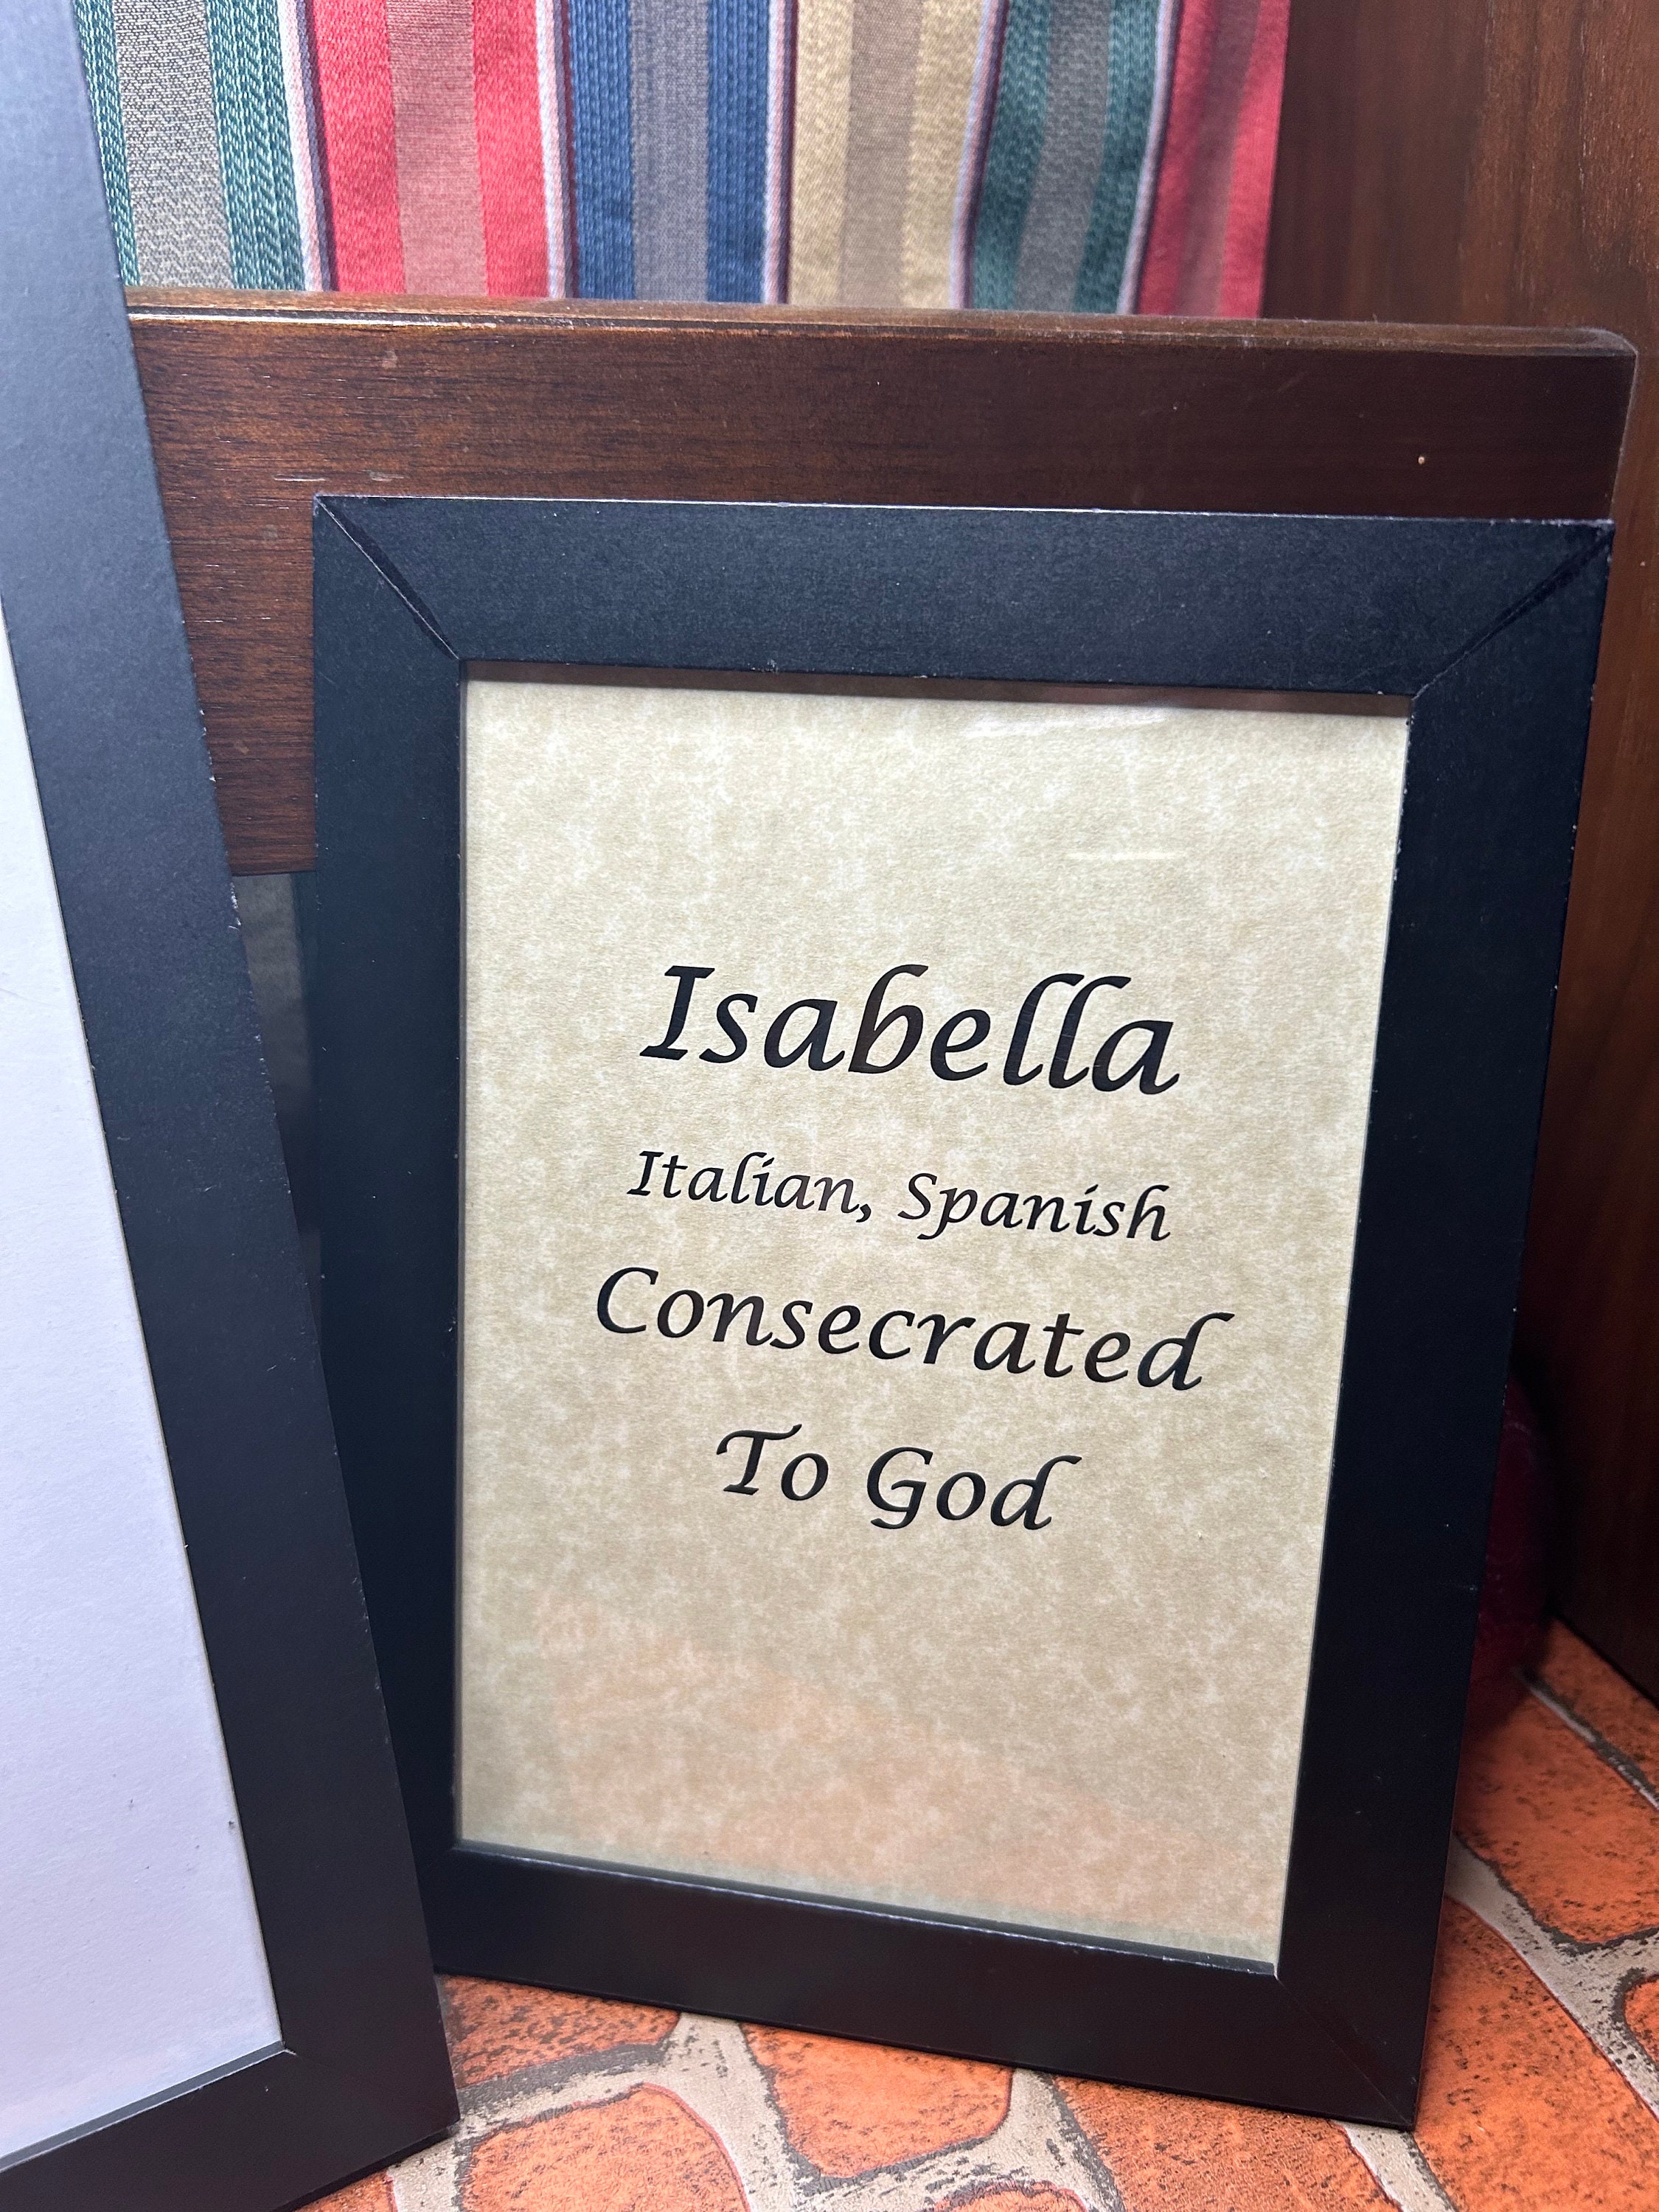 Isabella
Italian, Spanish
Consecrated
To God